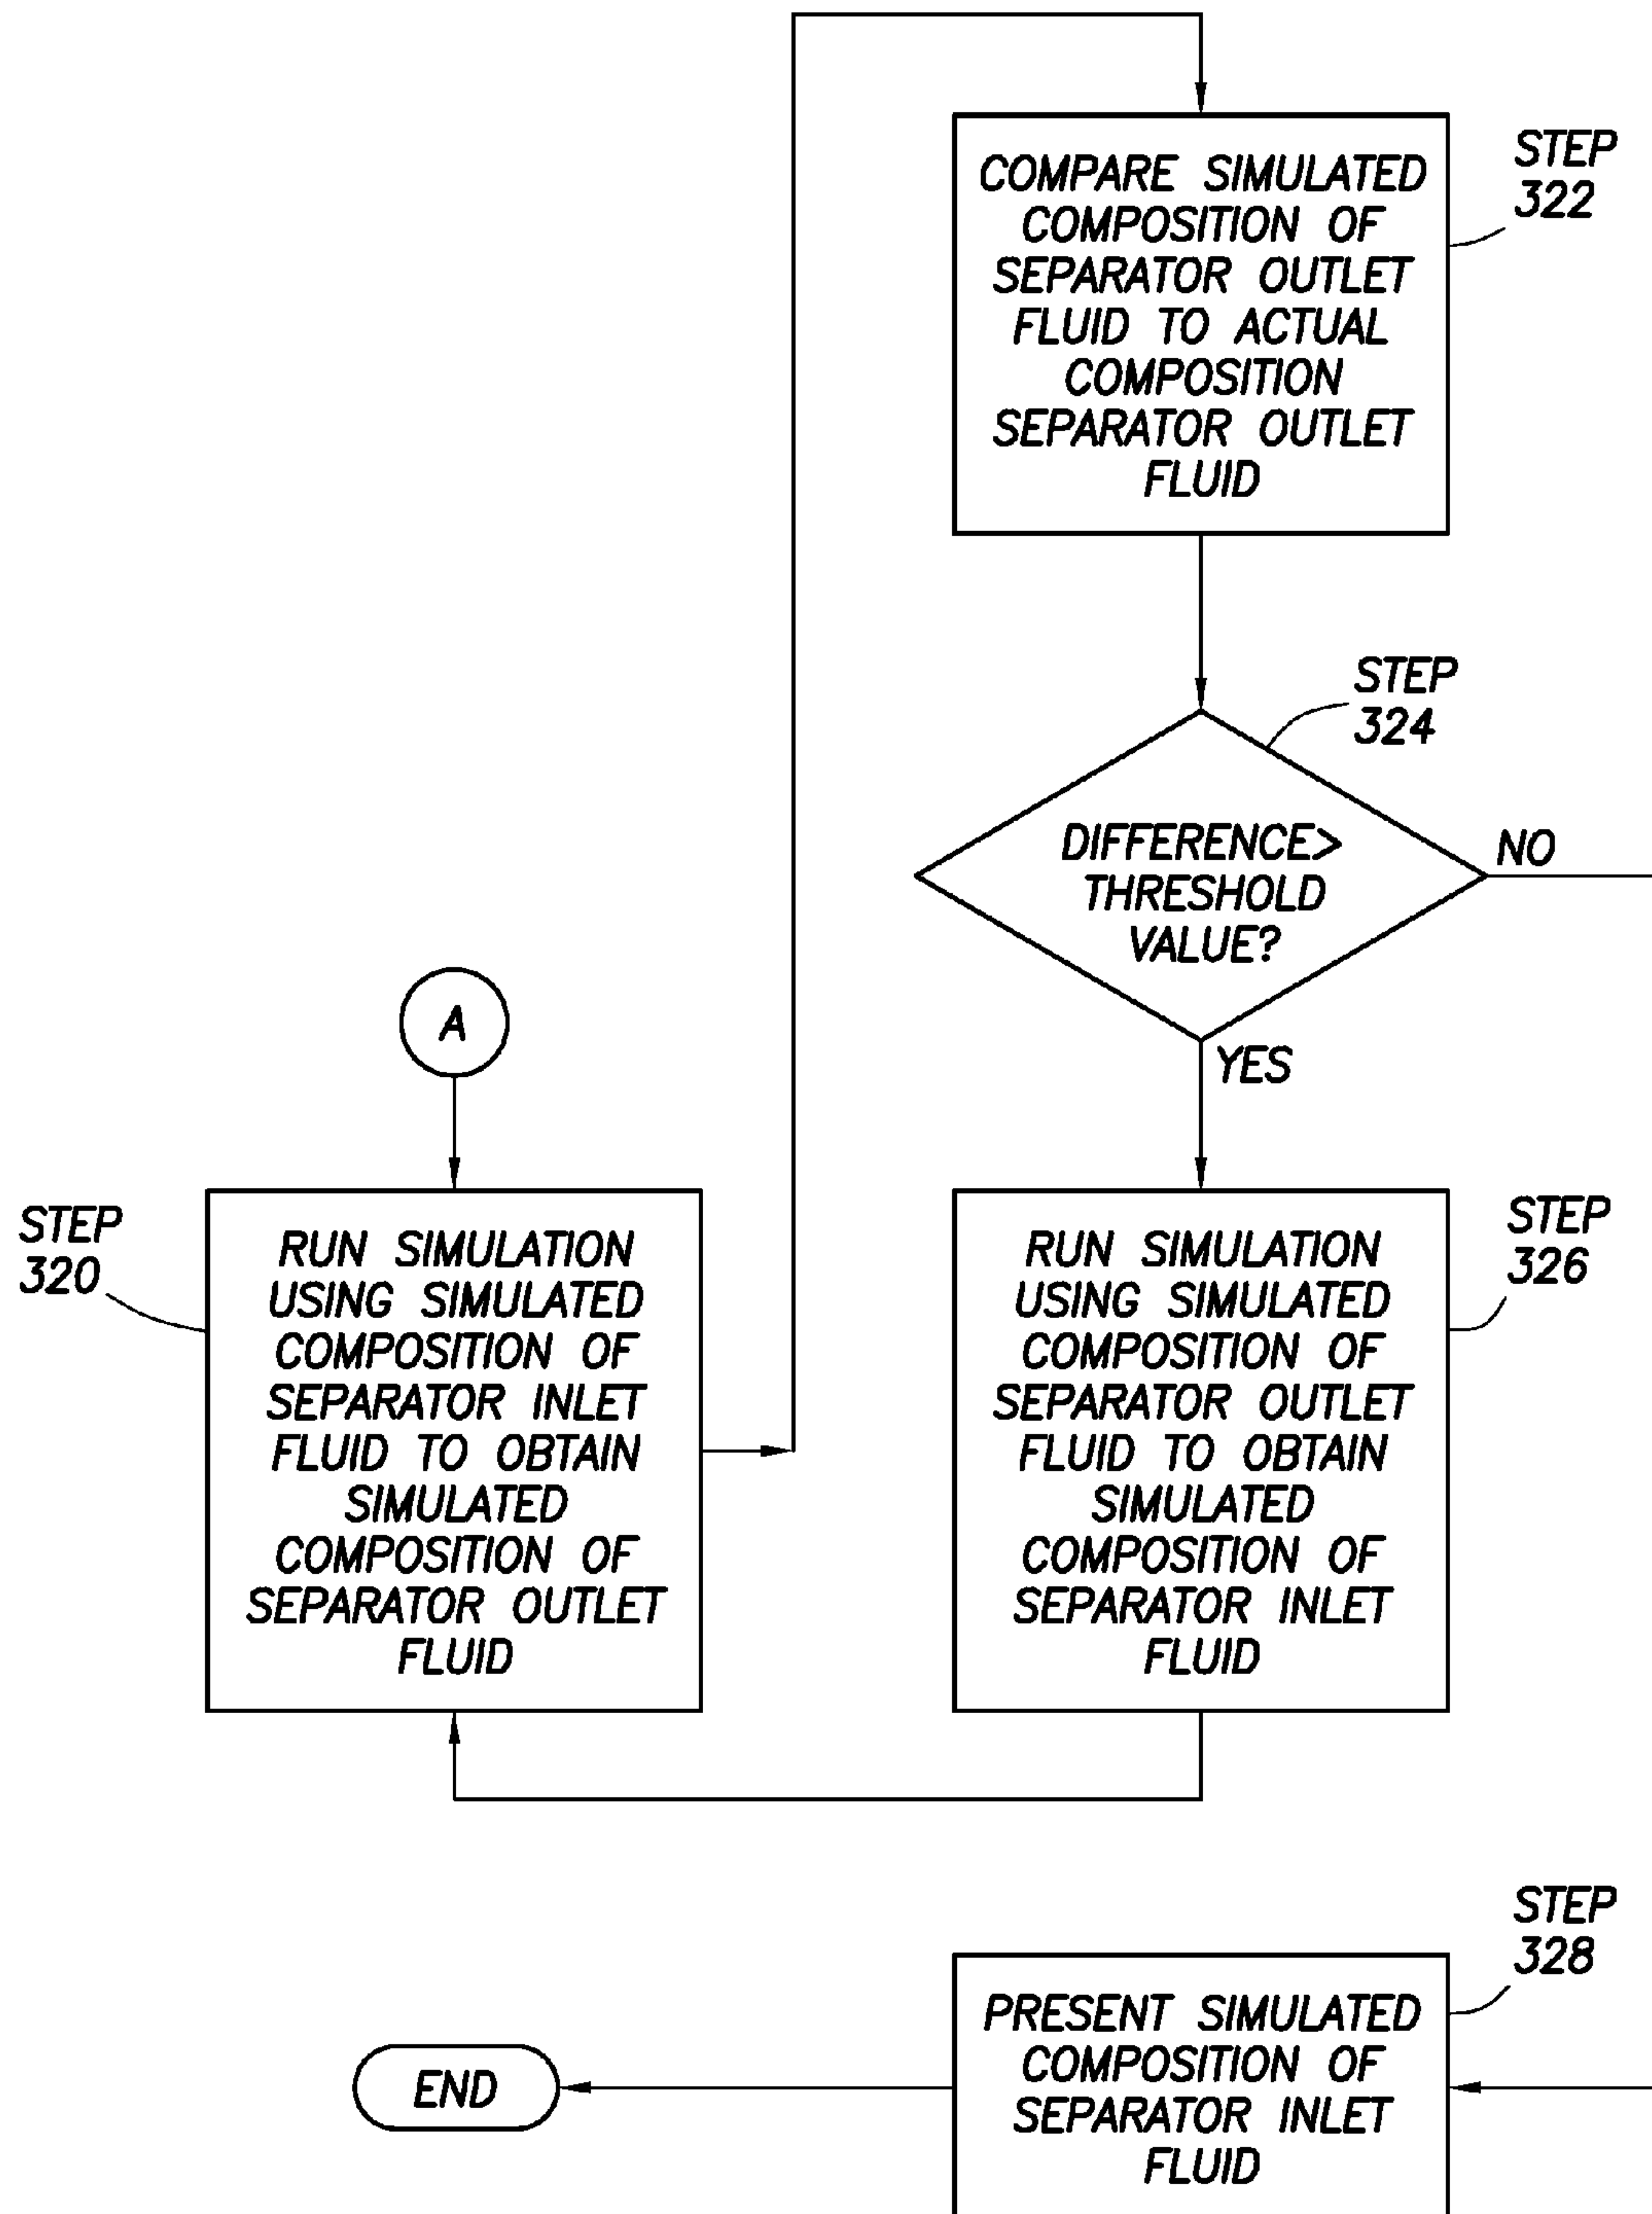 COMPARE SIMULATED
COMPOSITION OF
SEPARATOR OUTLET
FLUID TO ACTUAL
COMPOSITION
SEPARATOR OUTLET
FLUID
STEP
322
STEP
324
DIFFERENCE>
THRESHOLD
VALUE?
NO
YES
A
STEP
320
RUN SIMULATION
USING SIMULATED
COMPOSITION OF
SEPARATOR INLET
FLUID TO OBTAIN
SIMULATED
COMPOSITION OF
SEPARATOR OUTLET
FLUID
RUN SIMULATION
USING SIMULATED
COMPOSITION OF
SEPARATOR OUTLET
FLUID TO OBTAIN
SIMULATED
COMPOSITION OF
SEPARATOR INLET
FLUID
STEP
326
STEP
328
PRESENT SIMULATED
COMPOSITION OF
SEPARATOR INLET
FLUID
END